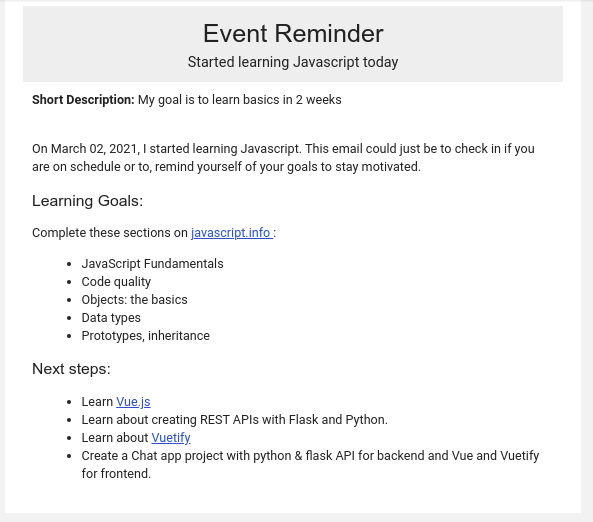 Event Reminder
Started learning Javascript today
Short Description: My goal is to learn basics in 2 weeks
On March 02, 2021, I started learning Javascript. This email could just be to check in if you
are on schedule or to, remind yourself of your goals to stay motivated.
Learning Goals:
Complete these sections on javascript.info :
• JavaScript Fundamentals
• Code quality
• Objects: the basics
• Data types
• Prototypes, inheritance
Next steps:
• Learn Vue.js
• Learn about creating REST APIs with Flask and Python.
• Learn about Vuetify
• Create a Chat app project with python & flask API for backend and Vue and Vuetify
for frontend.